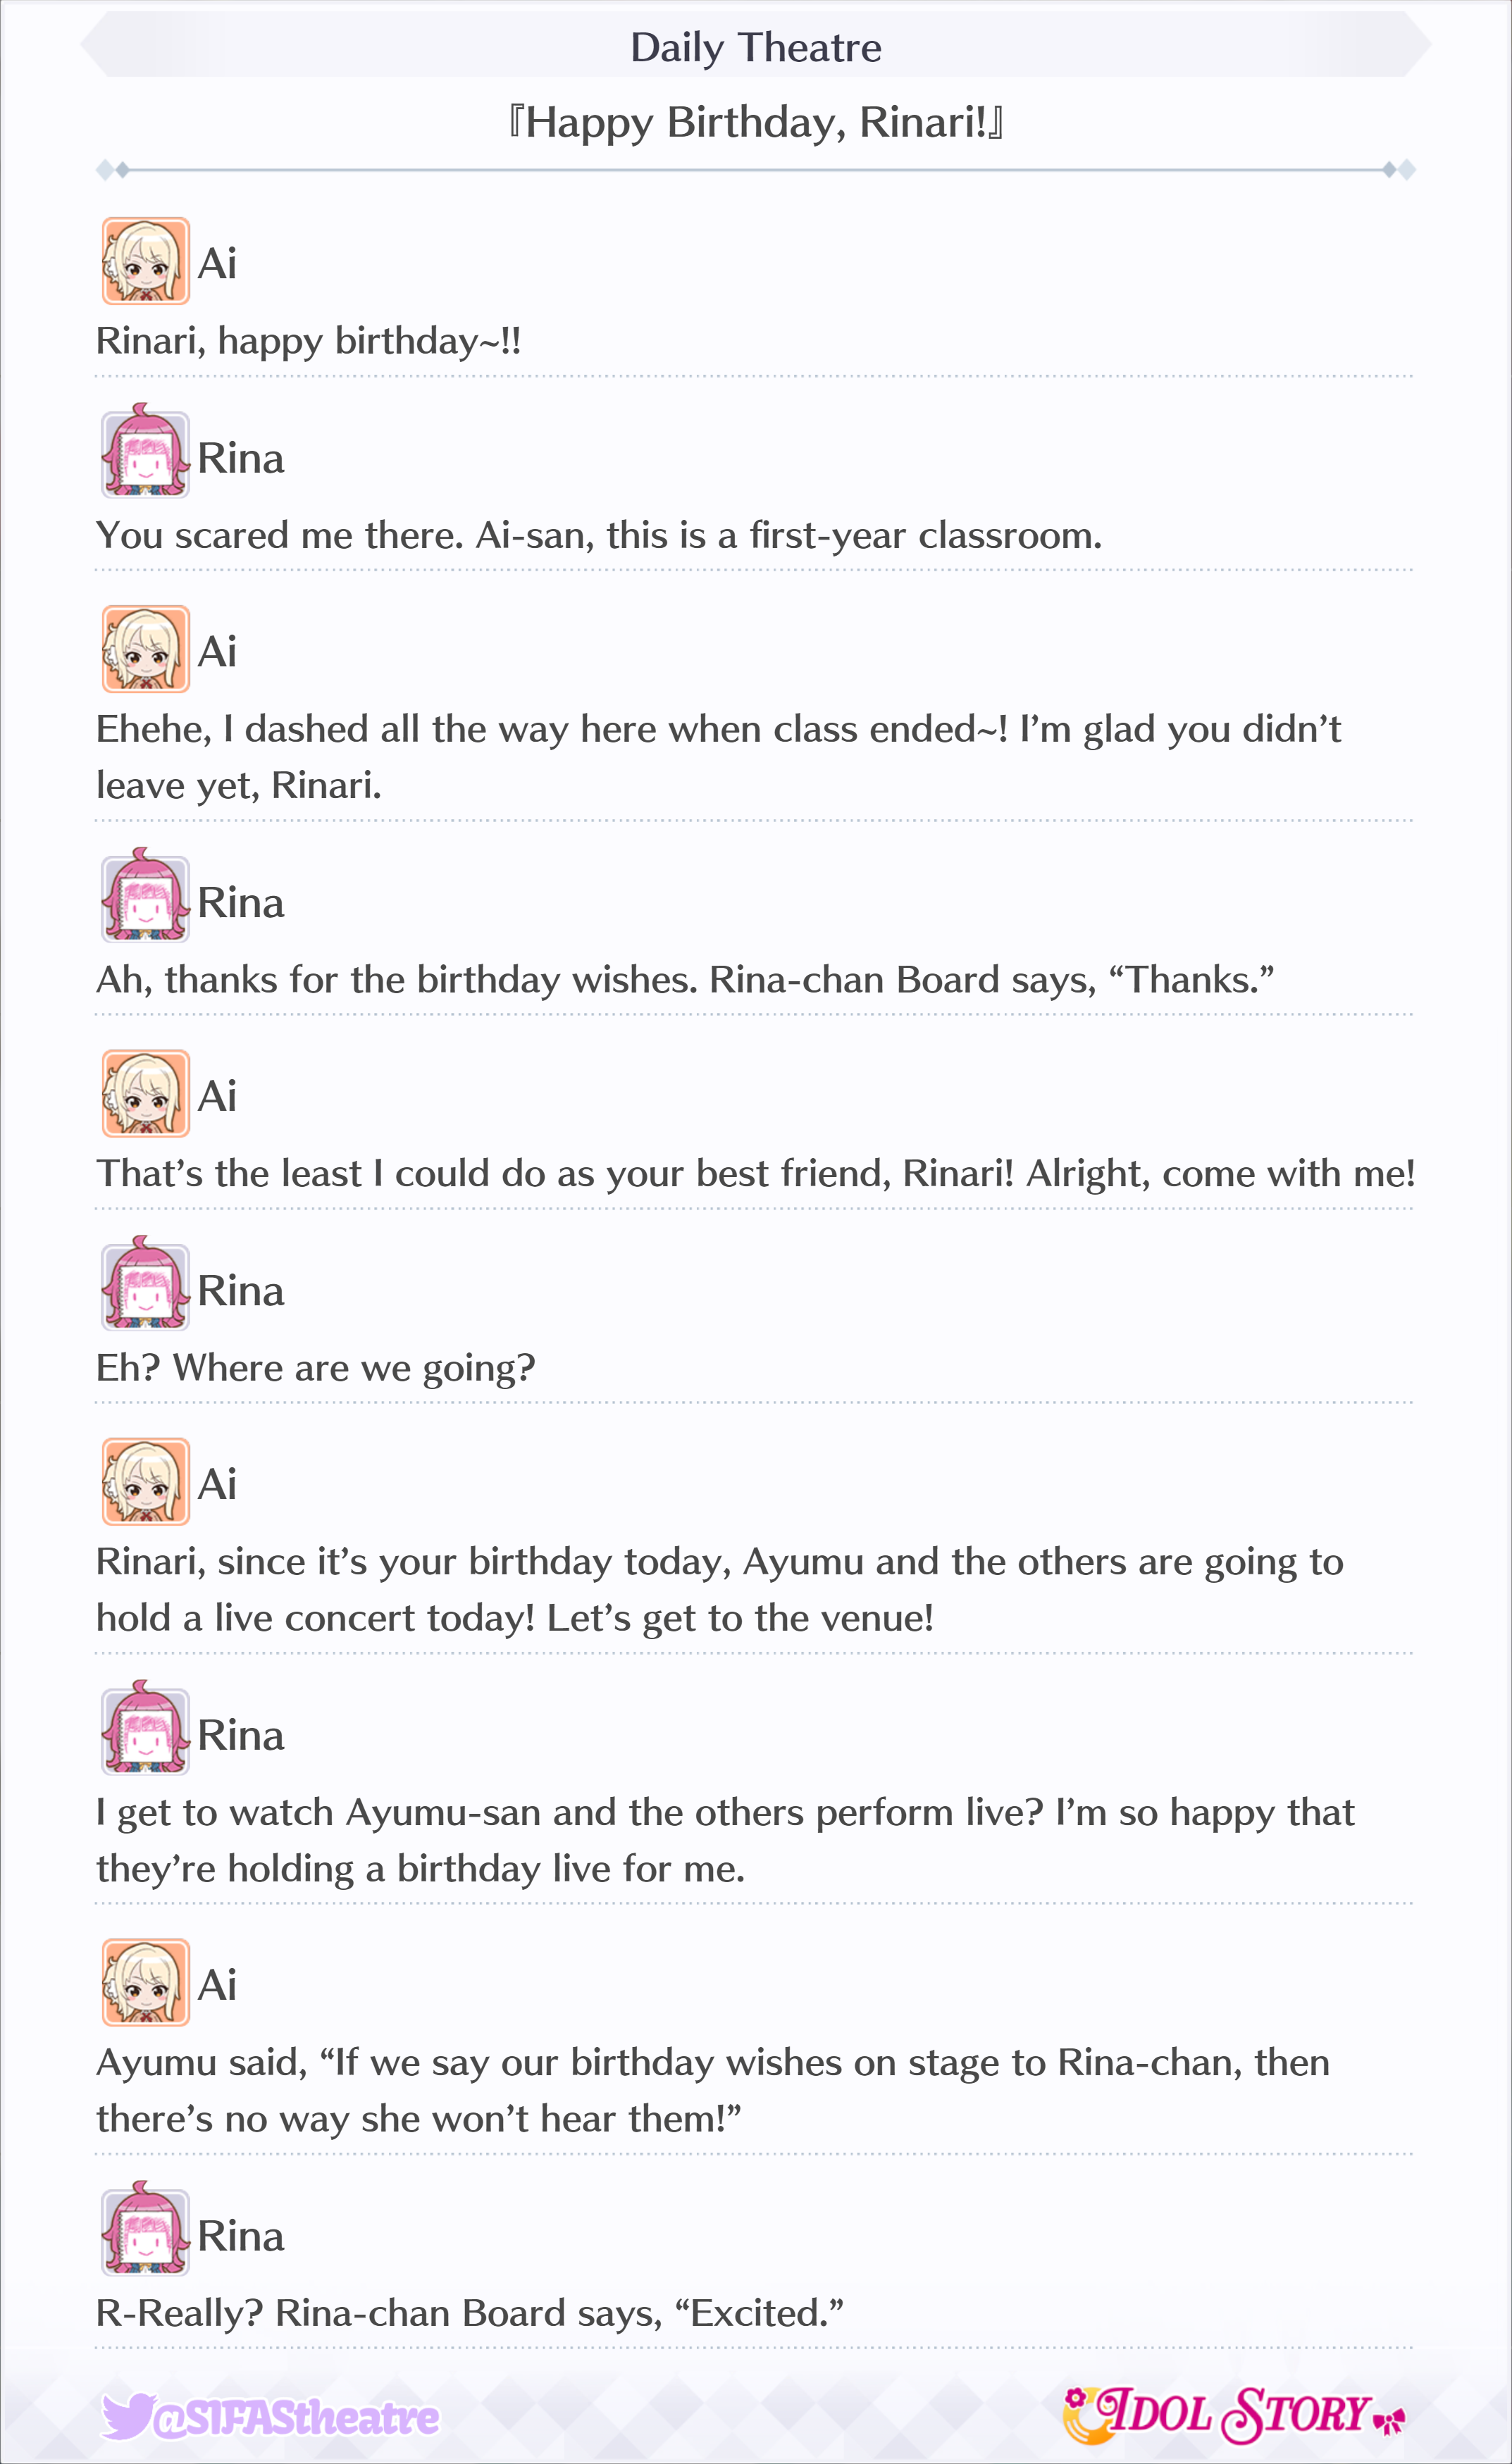 Daily Theatre
『Happy Birthday, Rinari!』
Ai
Rinari, happy birthday~!!
Rina
You scared me there. Ai-san, this is a first-year classroom.
Ai
Ehehe, I dashed all the way here when class ended~! I’m glad you didn’t
leave yet, Rinari.
Rina
Ah, thanks for the birthday wishes. Rina-chan Board says, “Thanks.”
Ai
That’s the least I could do as your best friend, Rinari! Alright, come with me!
Rina
Eh? Where are we going?
Ai
Rinari, since it’s your birthday today, Ayumu and the others are going to
hold a live concert today! Let’s get to the venue!
Rina
I get to watch Ayumu-san and the others perform live? I’m so happy that
they’re holding a birthday live for me.
Ai
Ayumu said, “If we say our birthday wishes on stage to Rina-chan, then
there’s no way she won’t hear them!”
Rina
R-Really? Rina-chan Board says, “Excited.”
@SIFAStheatre
IDOL STORY